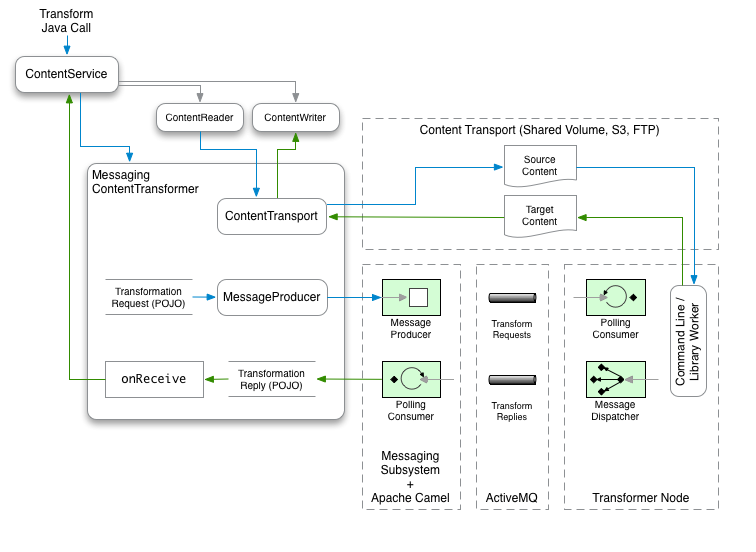 Transform
Java Call
ContentService
ContentReader
ContentWriter
Content Transport (Shared Volume, S3, FTP)
Source
Content
Messaging
ContentTransformer
ContentTransport
Target
Content
Transformation
Request (POJO)
MessageProducer
Message
Producer
Transform
Requests
Polling
Consumer
Command Line /
Library Worker
onReceive
Transformation
Reply (POJO)
Polling
Consumer
Transform
Replies
Message
Dispatcher
Messaging
Subsystem
+
Apache Camel
ActiveMQ
Transformer Node